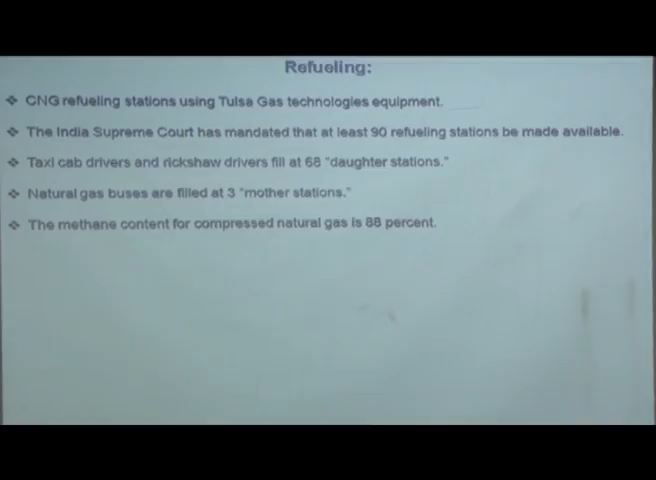 Refueling:
❖ CNG refueling stations using Tulsa Gas technologies equipment.
❖ The India Supreme Court has mandated that at least 90 refueling stations be made available.
❖ Taxi cab drivers and rickshaw drivers fill at 68 "daughter stations."
❖ Natural gas buses are filled at 3 "mother stations."
❖ The methane content for compressed natural gas is 88 percent.